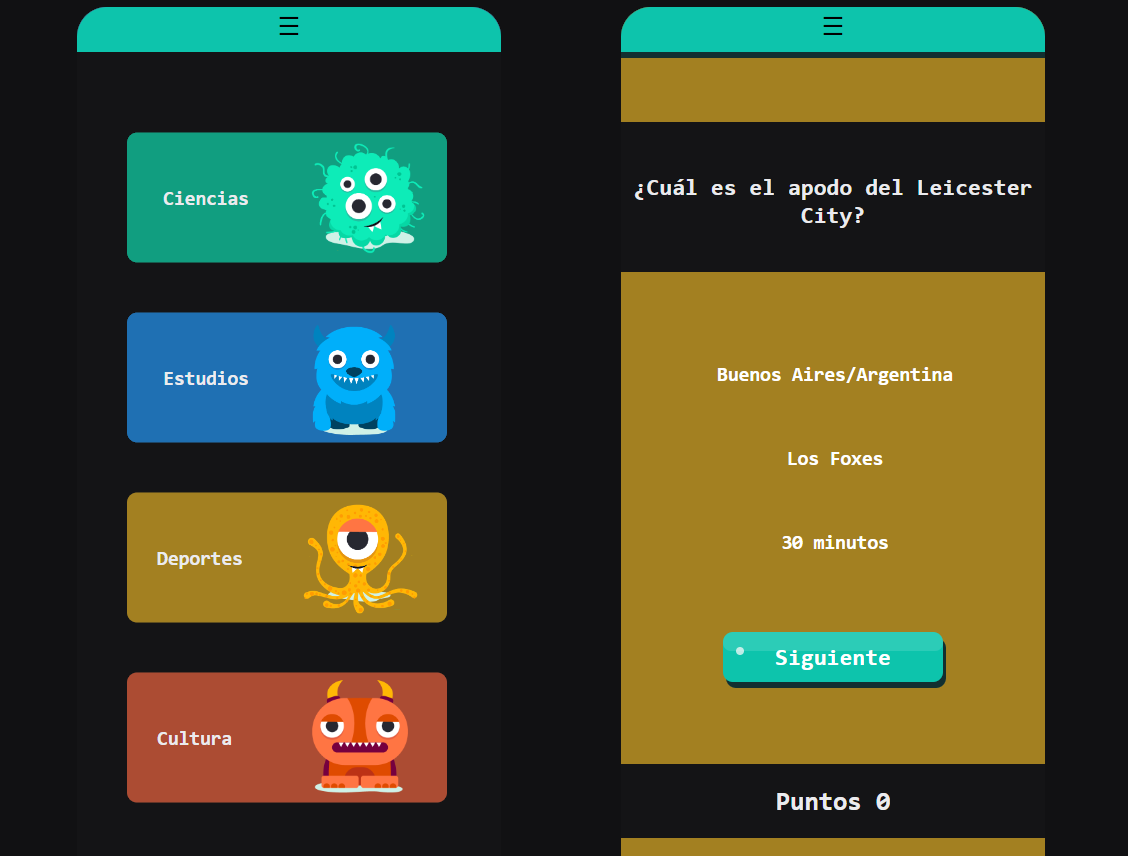 Ciencias
Estudios
Deportes
Cultura
¿Cuál es el apodo del Leicester
City?
Buenos Aires/Argentina
Los Foxes
30 minutos
Siguiente
Puntos 0